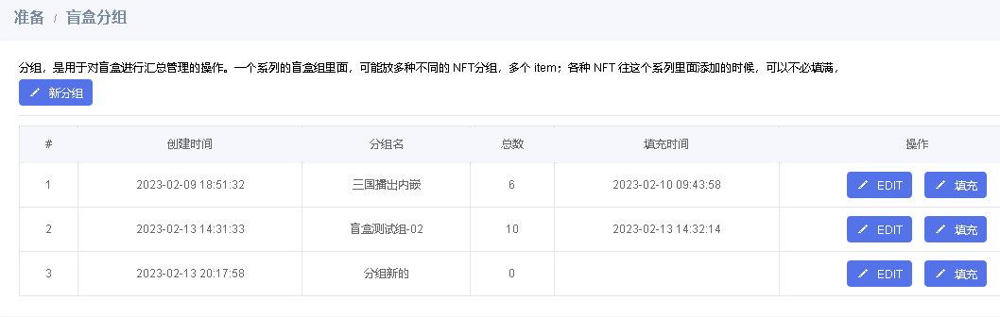 准备 / 盲盒分组
分组，是用于对盲盒进行汇总管理的操作。一个系列的盲盒组里面，可能放多种不同的 NFT分组，多个 item；各种 NFT 往这个系列里面添加的时候，可以不必填满，
新分组
# 创建时间 分组名 总数 填充时间 操作
1 2023-02-09 18:51:32 三国播出内嵌 6 2023-02-10 09:43:58 EDIT 填充
2 2023-02-13 14:31:33 盲盒测试组-02 10 2023-02-13 14:32:14 EDIT 填充
3 2023-02-13 20:17:58 分组新的 0 EDIT 填充